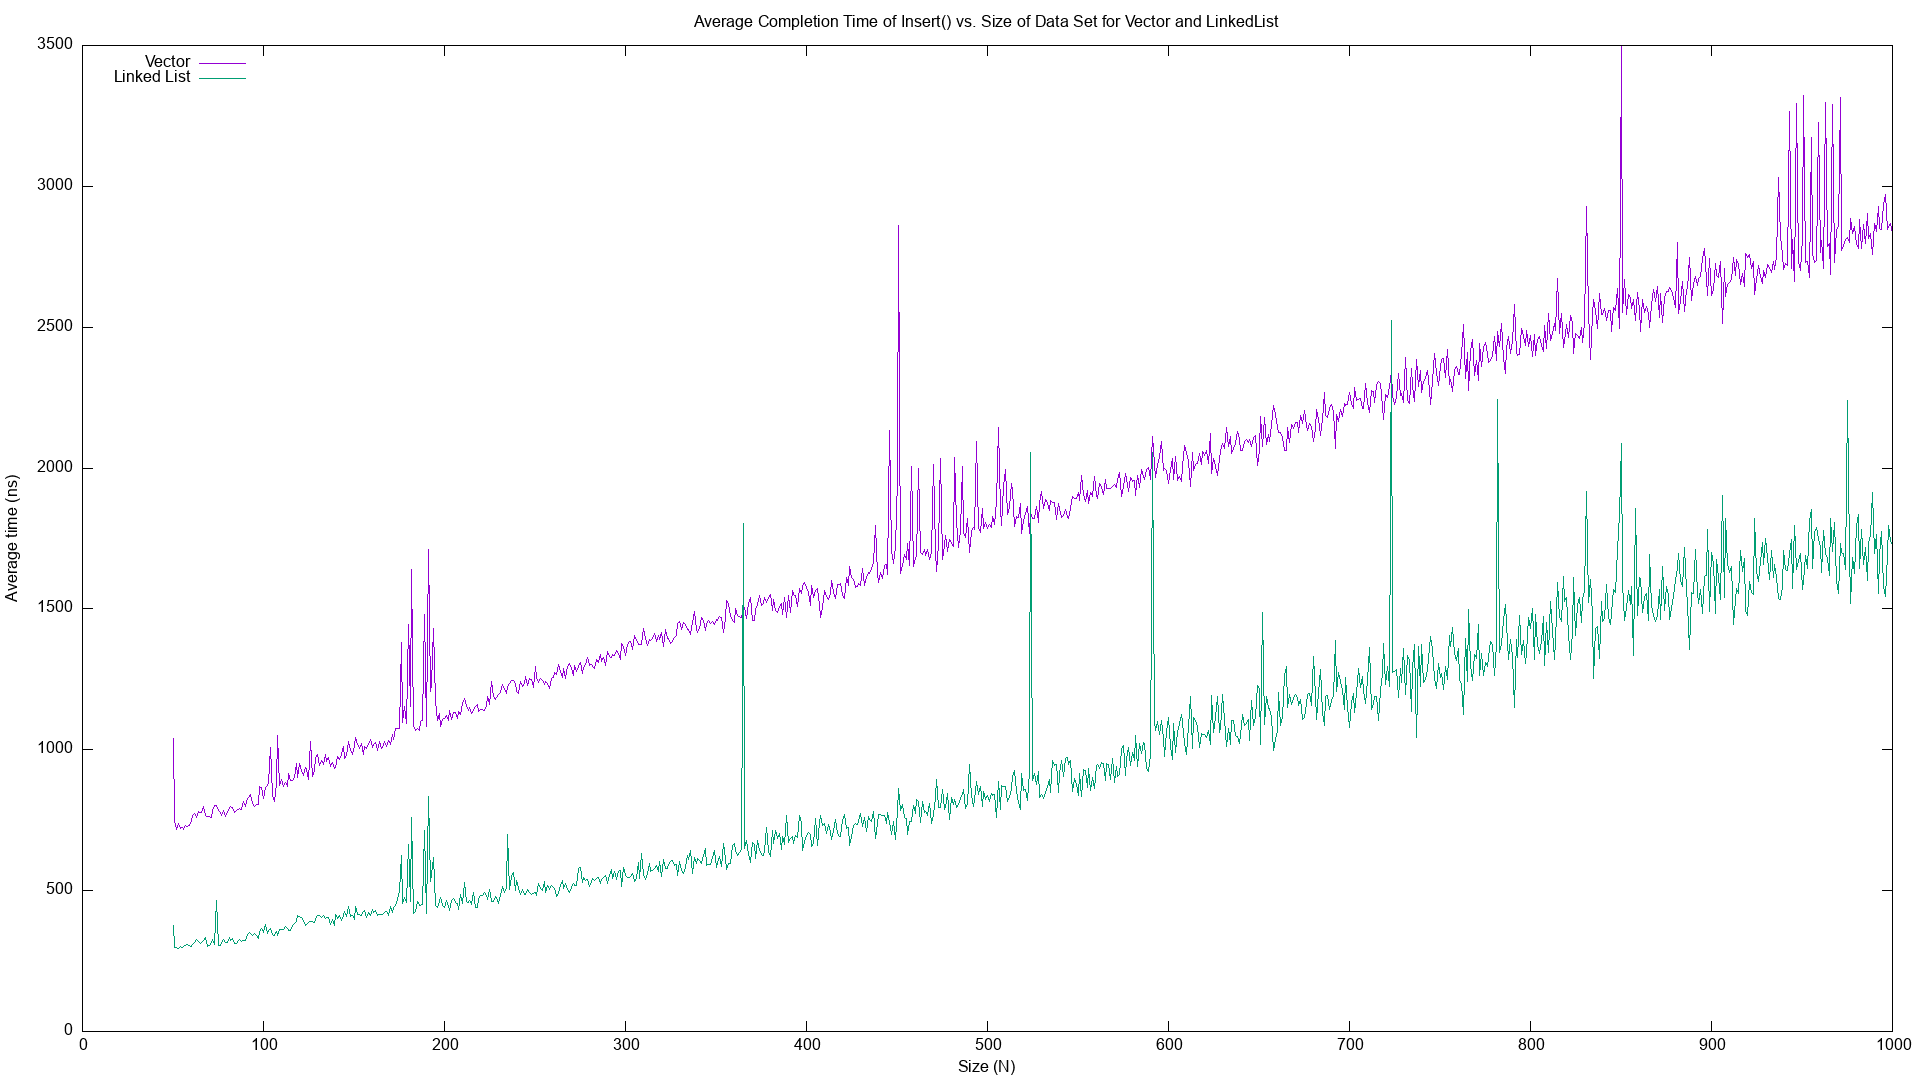 Average Completion Time of Insert() vs. Size of Data Set for Vector and LinkedList
3500
3000
2500
2000
1500
1000
500
0
Vector
Linked List
Average time (ns)
0 100 200 300 400 500 600 700 800 900 1000
Size (N)